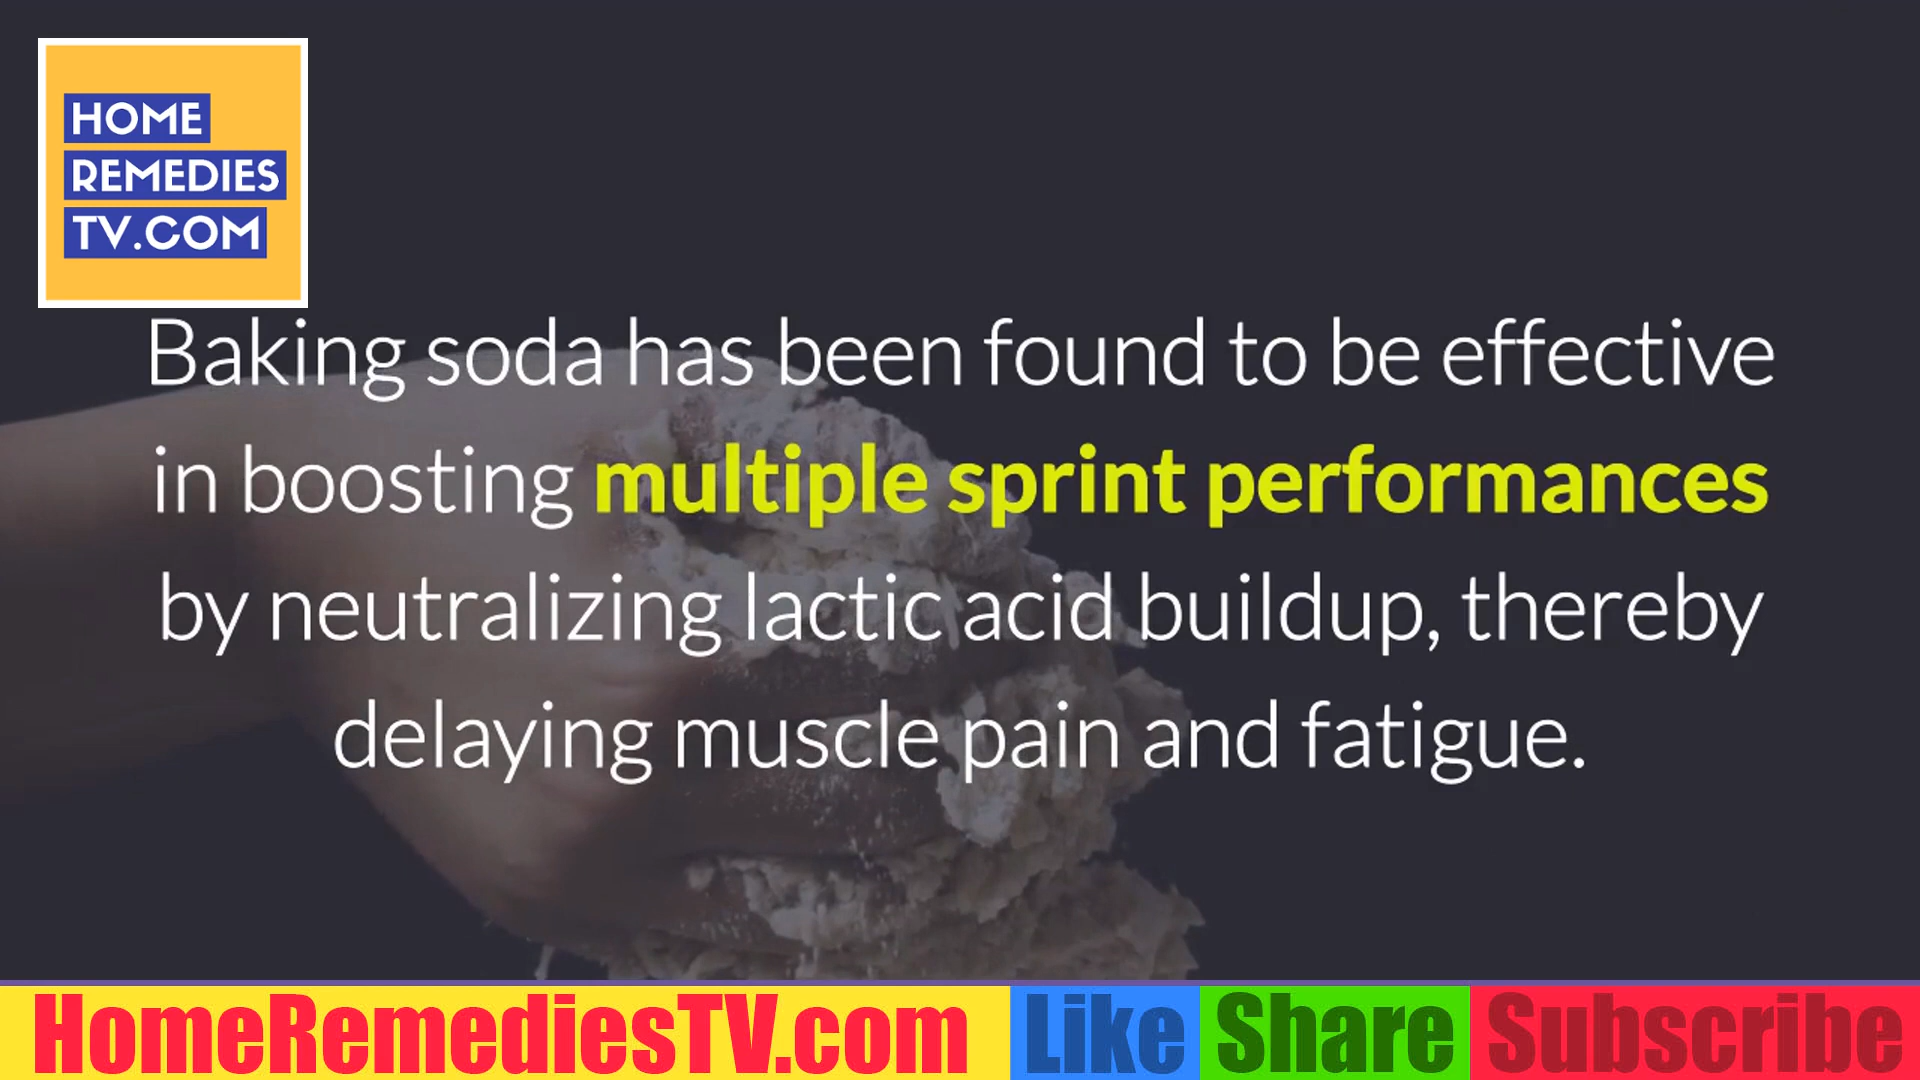 HOME
REMEDIES
TV.COM
Baking soda has been found to be effective
in boosting multiple sprint performances
by neutralizing lactic acid buildup, thereby
delaying muscle pain and fatigue.
HomeRemediesTV.com Like Share Subscribe